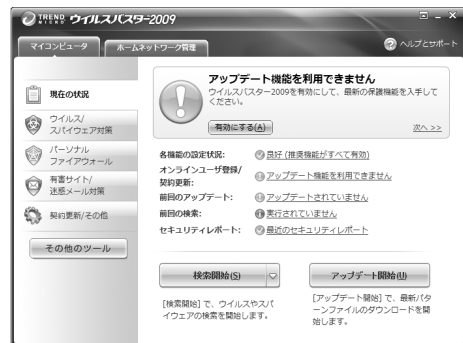 TREND MICRO ウイルスバスター2009
マイコンピュータ
ホームネットワーク管理
ヘルプとサポート
現在の状況
ウイルス/
スパイウェア対策
パーソナル
ファイアウォール
有害サイト/
迷惑メール対策
契約更新/その他
その他のツール
アップデート機能を利用できません
ウイルスバスター2009を有効にして、最新の保護機能を入手して
ください。
有効にする(A)
次へ >>
各機能の設定状況: 良好 (推奨機能がすべて有効)
オンラインユーザ登録/
契約更新: アップデート機能を利用できません
前回のアップデート: アップデートされていません
前回の検索: 実行されていません
セキュリティレポート: 最近のセキュリティレポート
検索開始(S)
[検索開始] で、ウイルスやスパ
イウェアの検索を開始します。
アップデート開始(U)
[アップデート開始] で、最新パタ
ーンファイルのダウンロードを開
始します。